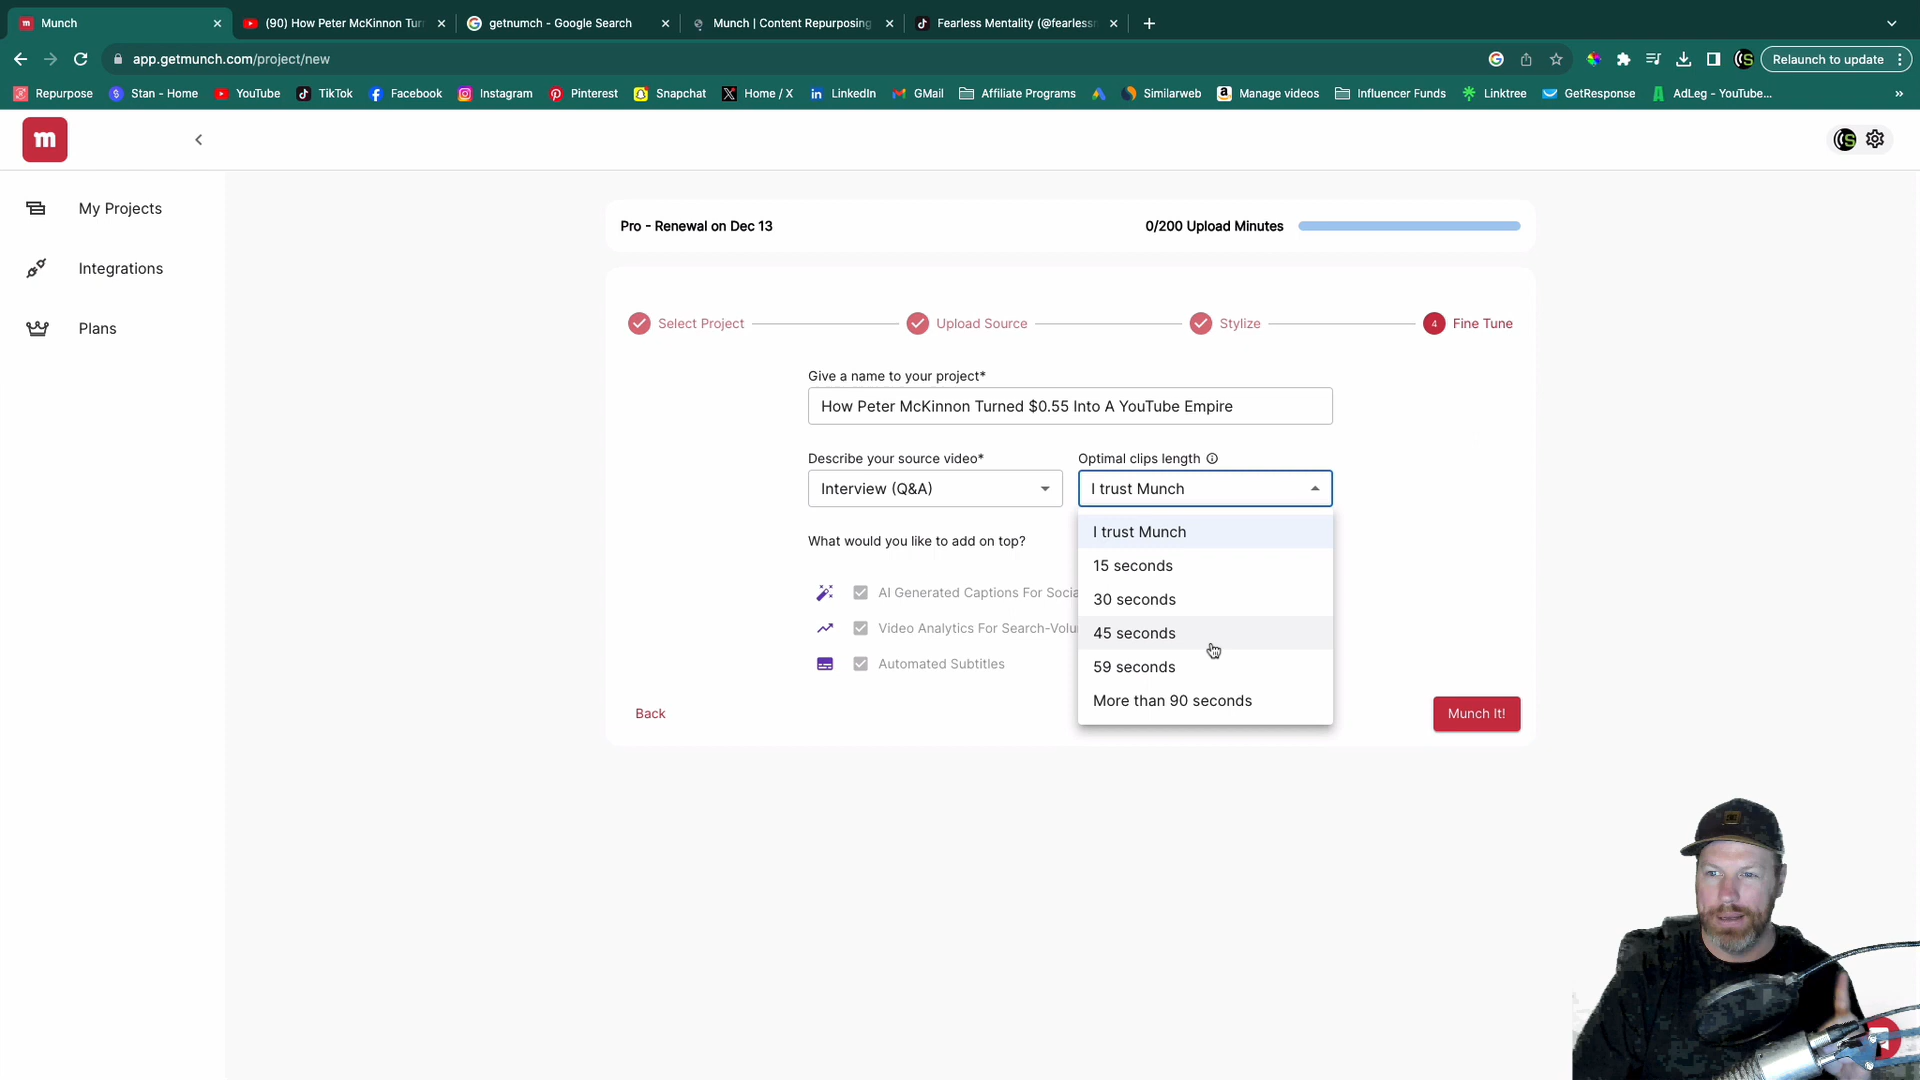 Munch
(90) How Peter McKinnon Tur
getnumch - Google Search
Munch | Content Repurposing
Fearless Mentality (@fearless
app.getmunch.com/project/new
Relaunch to update
Repurpose
Stan - Home
YouTube
TikTok
Facebook
Instagram
Pinterest
Snapchat
Home / X
LinkedIn
GMail
Affiliate Programs
Similarweb
Manage videos
Influencer Funds
Linktree
GetResponse
AdLeg - YouTube...
m
My Projects
Integrations
Plans
Pro - Renewal on Dec 13
0/200 Upload Minutes
Select Project
Upload Source
Stylize
4 Fine Tune
Give a name to your project*
How Peter McKinnon Turned $0.55 Into A YouTube Empire
Describe your source video*
Optimal clips length
Interview (Q&A)
I trust Munch
I trust Munch
15 seconds
30 seconds
45 seconds
59 seconds
More than 90 seconds
What would you like to add on top?
AI Generated Captions For Socia
Video Analytics For Search-Volu
Automated Subtitles
Back
Munch It!